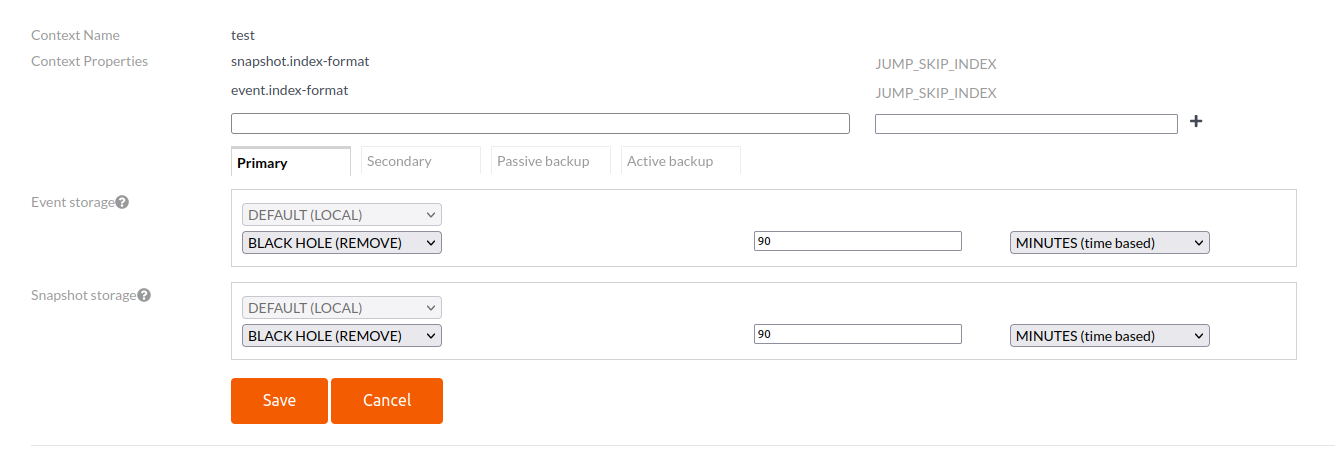 Context Name test
Context Properties snapshot.index-format JUMP_SKIP_INDEX
event.index-format JUMP_SKIP_INDEX
+
Primary Secondary Passive backup Active backup
Event storage?
DEFAULT (LOCAL)
BLACK HOLE (REMOVE) 90 MINUTES (time based)
Snapshot storage?
DEFAULT (LOCAL)
BLACK HOLE (REMOVE) 90 MINUTES (time based)
Save Cancel